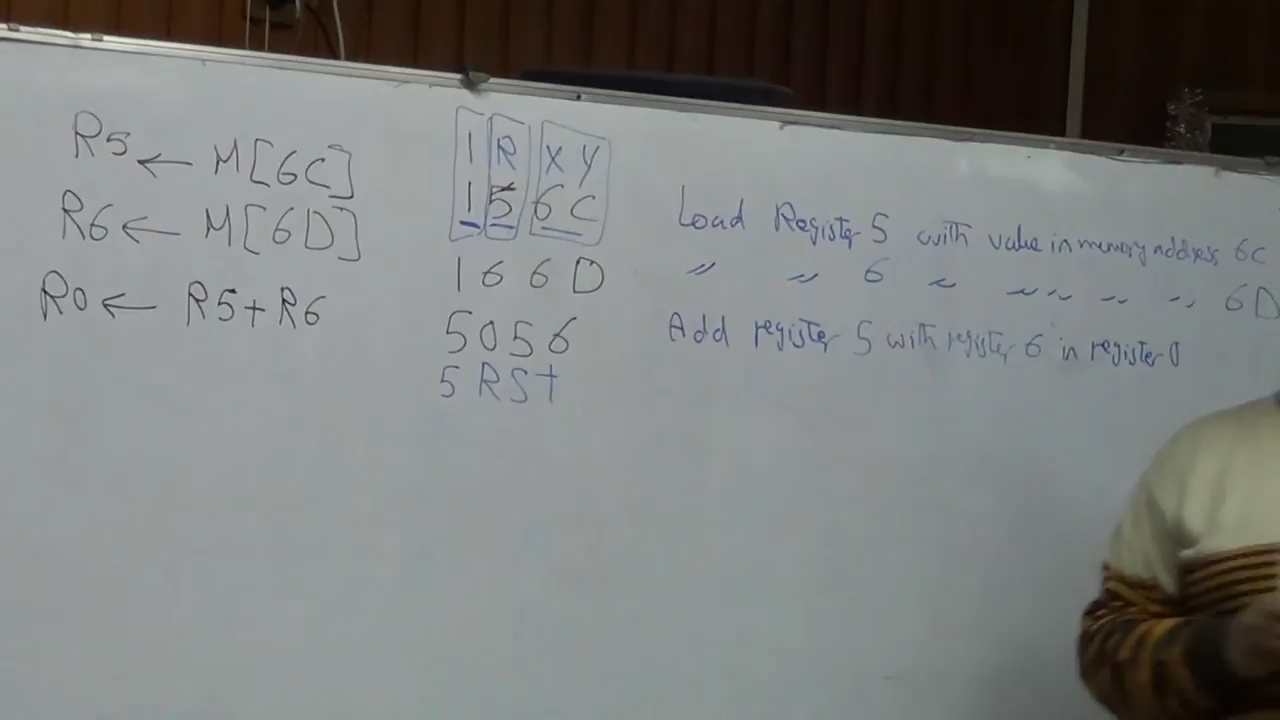 R5 ← M[6C]
R6 ← M[6D]
R0 ← R5+R6
1 R X Y
1 5 6 C
1 6 6 D
5 0 5 6
5 R S T
Load Register 5 with value in memory address 6C
" " 6 " " " " " 6D
Add register 5 with register 6 in register 0